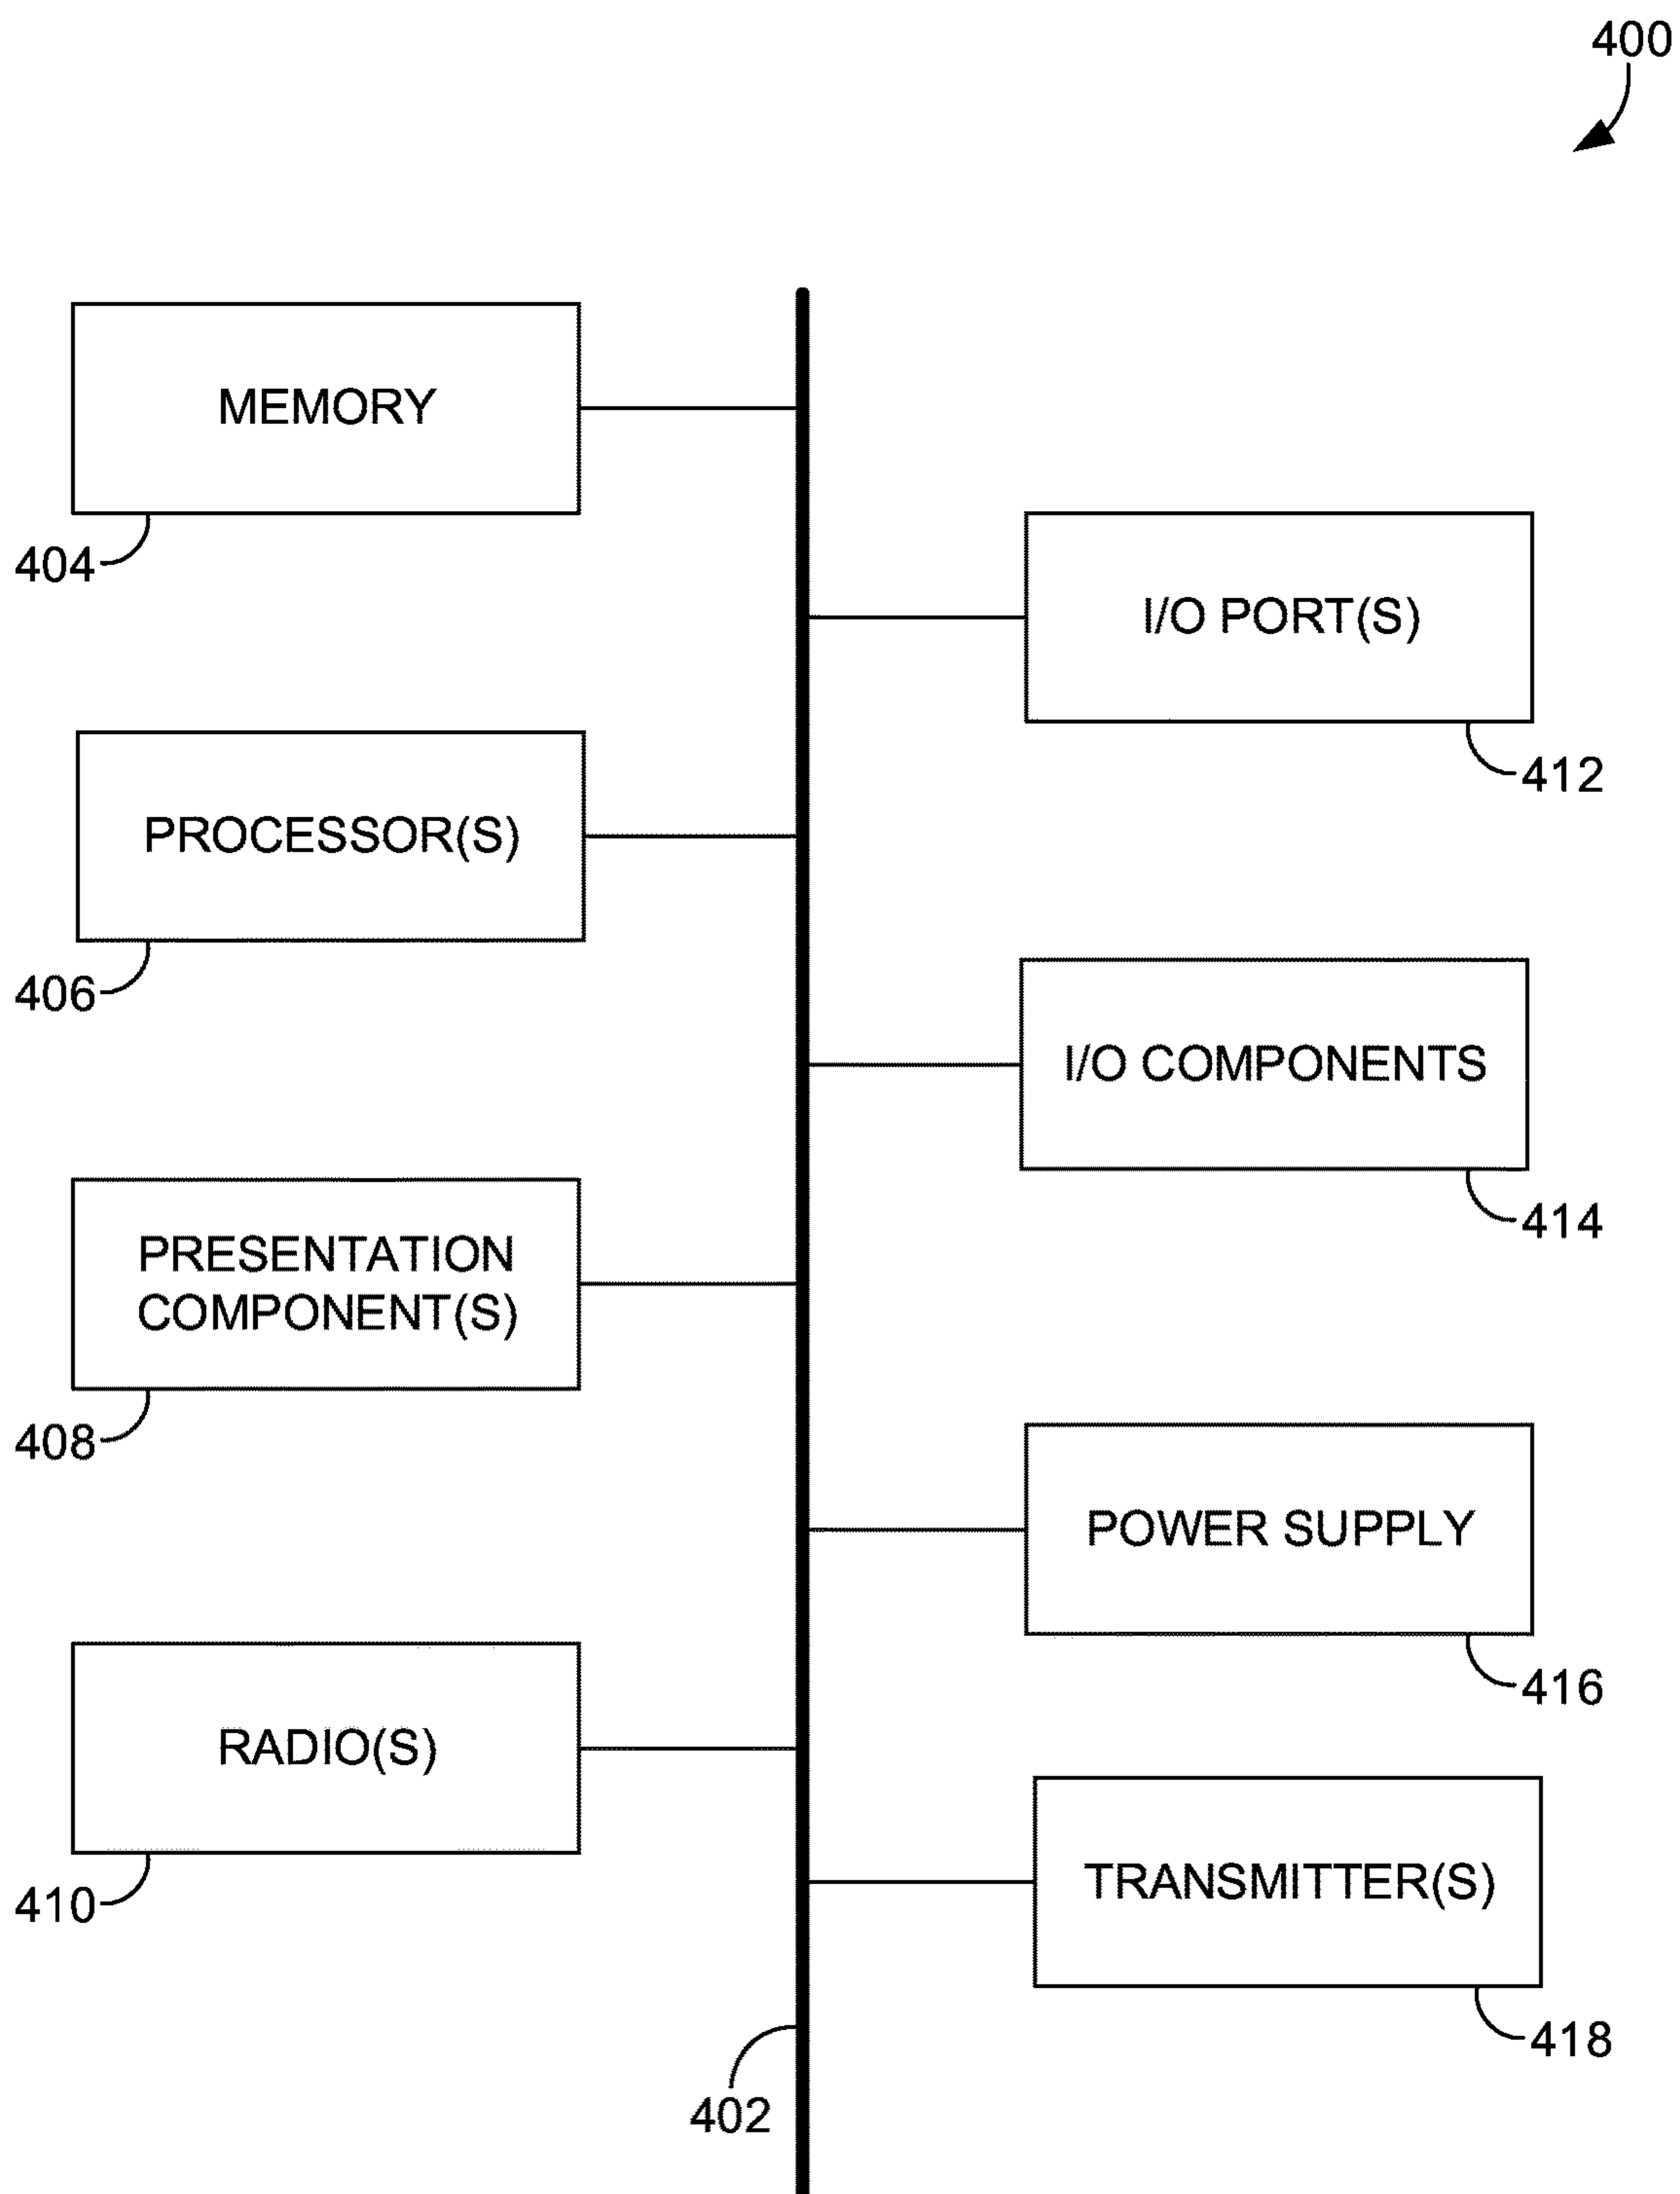 400
MEMORY
404
I/O PORT(S)
412
PROCESSOR(S)
406
I/O COMPONENTS
414
PRESENTATION
COMPONENT(S)
408
POWER SUPPLY
416
RADIO(S)
410
TRANSMITTER(S)
418
402